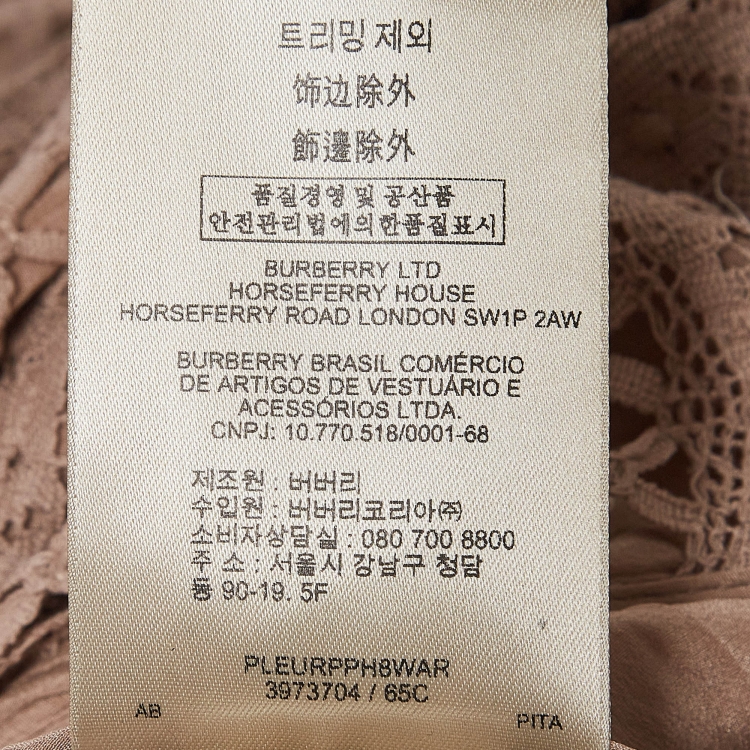 트리밍 제외
饰边除外
飾邊除外
품질경영 및 공산품
안전관리법에의한품질표시
BURBERRY LTD
HORSEFERRY HOUSE
HORSEFERRY ROAD LONDON SW1P 2AW
BURBERRY BRASIL COMÉRCIO
DE ARTIGOS DE VESTUÁRIO E
ACESSÓRIOS LTDA.
CNPJ: 10.770.518/0001-68
제조원 : 버버리
수입원 : 버버리코리아㈜
소비자상담실 : 080 700 8800
주 소 : 서울시 강남구 청담
동 90-19. 5F
PLEURPPH8WAR
3973704 / 65C
AB
PITA